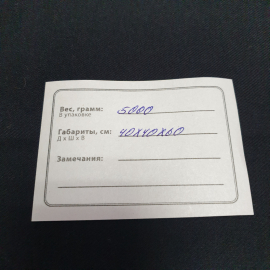 Вес, грамм: 5000
В упаковке
Габариты, см: 40х40х60
Д х Ш х В
Замечания: